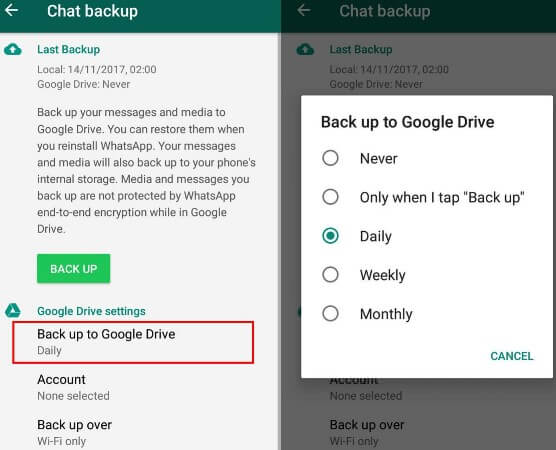 Chat backup
Last Backup
Local: 14/11/2017, 02:00
Google Drive: Never
Back up your messages and media to
Google Drive. You can restore them when
you reinstall WhatsApp. Your messages
and media will also back up to your phone's
internal storage. Media and messages you
back up are not protected by WhatsApp
end-to-end encryption while in Google
Drive.
BACK UP
Google Drive settings
Back up to Google Drive
Daily
Account
None selected
Back up over
Wi-Fi only
Chat backup
Last Backup
Local: 14/11/2017, 02:00
Back up to Google Drive
Never
Only when I tap "Back up"
Daily
Weekly
Monthly
CANCEL
Account
None selected
Back up over
Wi-Fi only